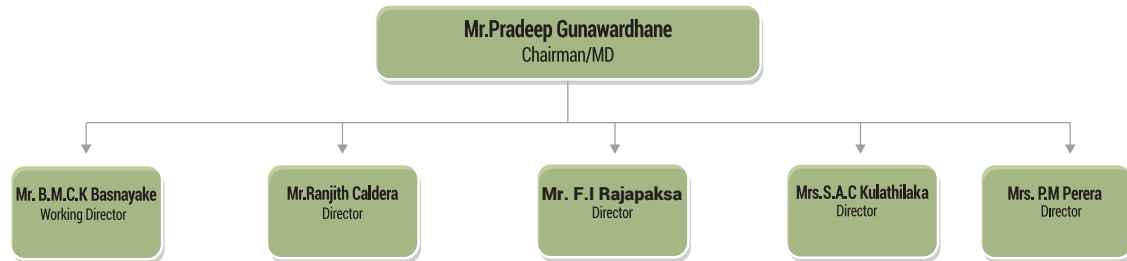 Mr.Pradeep Gunawardhane
Chairman/MD
Mr. B.M.C.K Basnayake
Working Director
Mr.Ranjith Caldera
Director
Mr. F.I Rajapaksa
Director
Mrs.S.A.C Kulathilaka
Director
Mrs. P.M Perera
Director